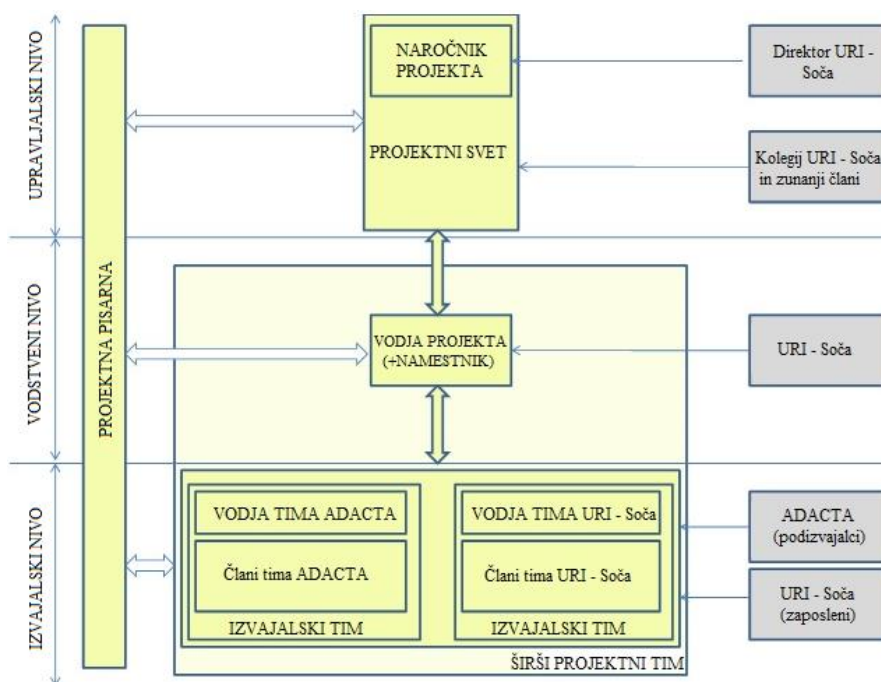 UPRAVLJALSKI NIVO
VODSTVENI NIVO
IZVAJALSKI NIVO
PROJEKTNA PISARNA
NAROČNIK
PROJEKTA
PROJEKTNI SVET
Direktor URI -
Soča
Kolegij URI - Soča
in zunanji člani
VODJA PROJEKTA
(+NAMESTNIK)
URI - Soča
VODJA TIMA ADACTA
Člani tima ADACTA
IZVAJALSKI TIM
VODJA TIMA URI - Soča
Člani tima URI - Soča
IZVAJALSKI TIM
ŠIRŠI PROJEKTNI TIM
ADACTA
(podizvajalci)
URI - Soča
(zaposleni)